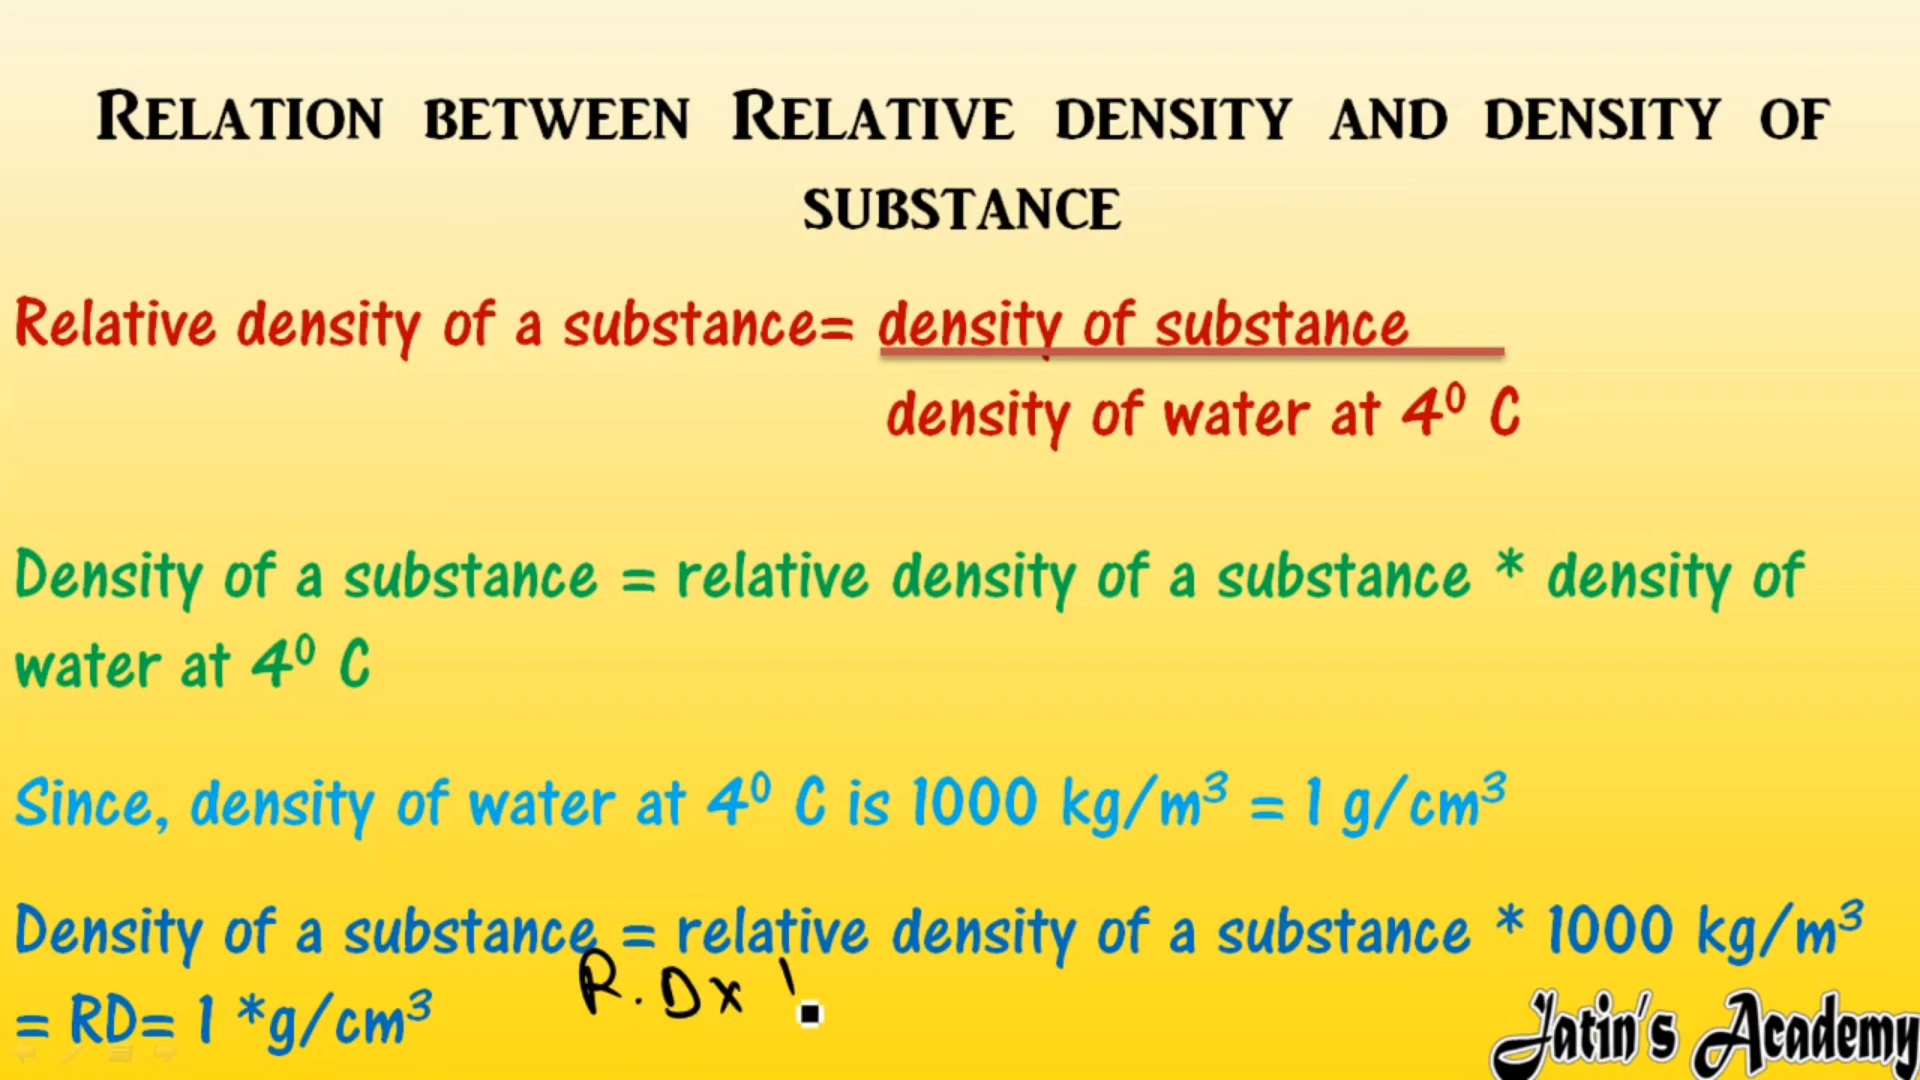 RELATION BETWEEN RELATIVE DENSITY AND DENSITY OF
SUBSTANCE
Relative density of a substance= density of substance
density of water at 4⁰ C
Density of a substance = relative density of a substance * density of
water at 4⁰ C
Since, density of water at 4⁰ C is 1000 kg/m³ = 1 g/cm³
Density of a substance = relative density of a substance * 1000 kg/m³
= RD= 1 *g/cm³
R.D x 1
Jatin's Academy